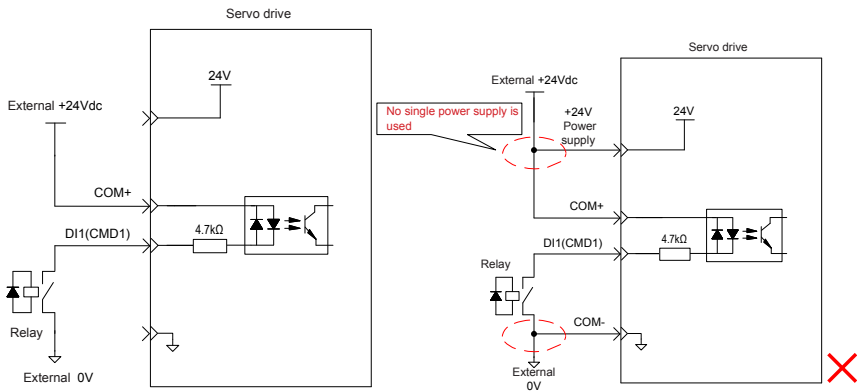 Servo drive
24V
External +24Vdc
COM+
DI1(CMD1)
4.7kΩ
Relay
External 0V
Servo drive
External +24Vdc
No single power supply is
used
+24V
Power
supply
24V
COM+
DI1(CMD1)
4.7kΩ
Relay
COM-
External
0V